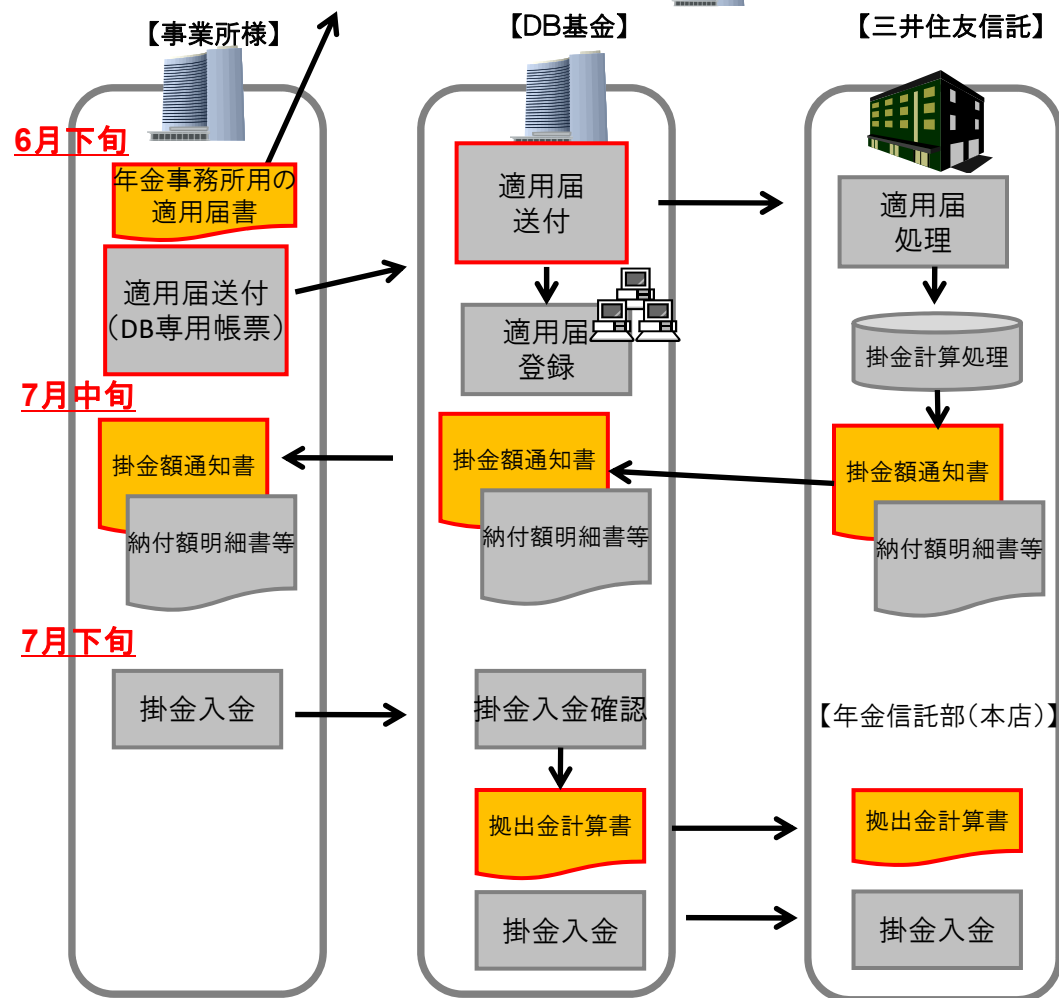 【事業所様】
【DB基金】
【三井住友信託】
6月下旬
年金事務所用の
適用届書
適用届送付
（DB専用帳票）
適用届
送付
適用届
登録
適用届
処理
掛金計算処理
7月中旬
掛金額通知書
納付額明細書等
掛金額通知書
納付額明細書等
掛金額通知書
納付額明細書等
7月下旬
掛金入金
掛金入金確認
【年金信託部（本店）】
拠出金計算書
拠出金計算書
掛金入金
掛金入金